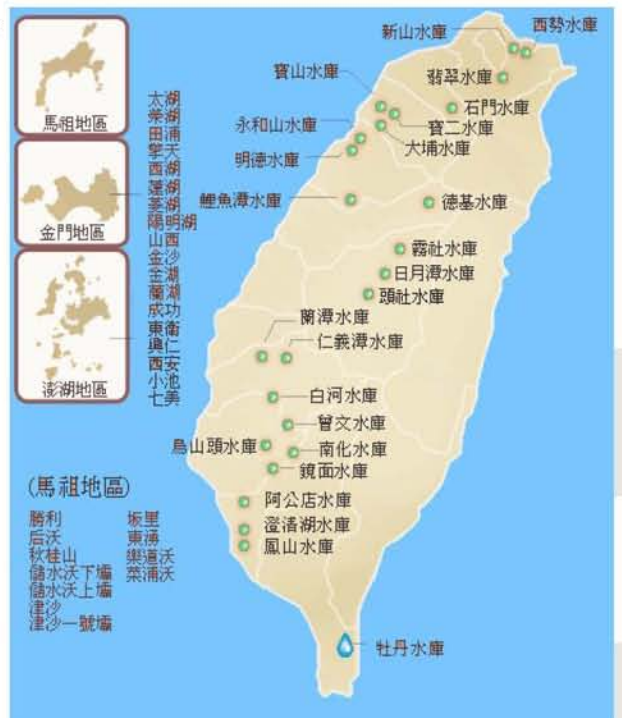 新山水庫
西勢水庫
翡翠水庫
寶山水庫
石門水庫
寶二水庫
永和山水庫
大埔水庫
明德水庫
鯉魚潭水庫
德基水庫
霧社水庫
日月潭水庫
頭社水庫
蘭潭水庫
仁義潭水庫
白河水庫
曾文水庫
烏山頭水庫
南化水庫
鏡面水庫
阿公店水庫
澄清湖水庫
鳳山水庫
牡丹水庫
馬祖地區
金門地區
澎湖地區
太湖
榮湖
田浦
擎天
西湖
蓮湖
菱湖
陽明湖
山西
金沙
金湖
蘭湖
成功
東衛
興仁
西安
小池
七美
(馬祖地區)
勝利
后沃
秋桂山
儲水沃下壩
儲水沃上壩
津沙
津沙一號壩
坂里
東湧
樂道沃
菜浦沃